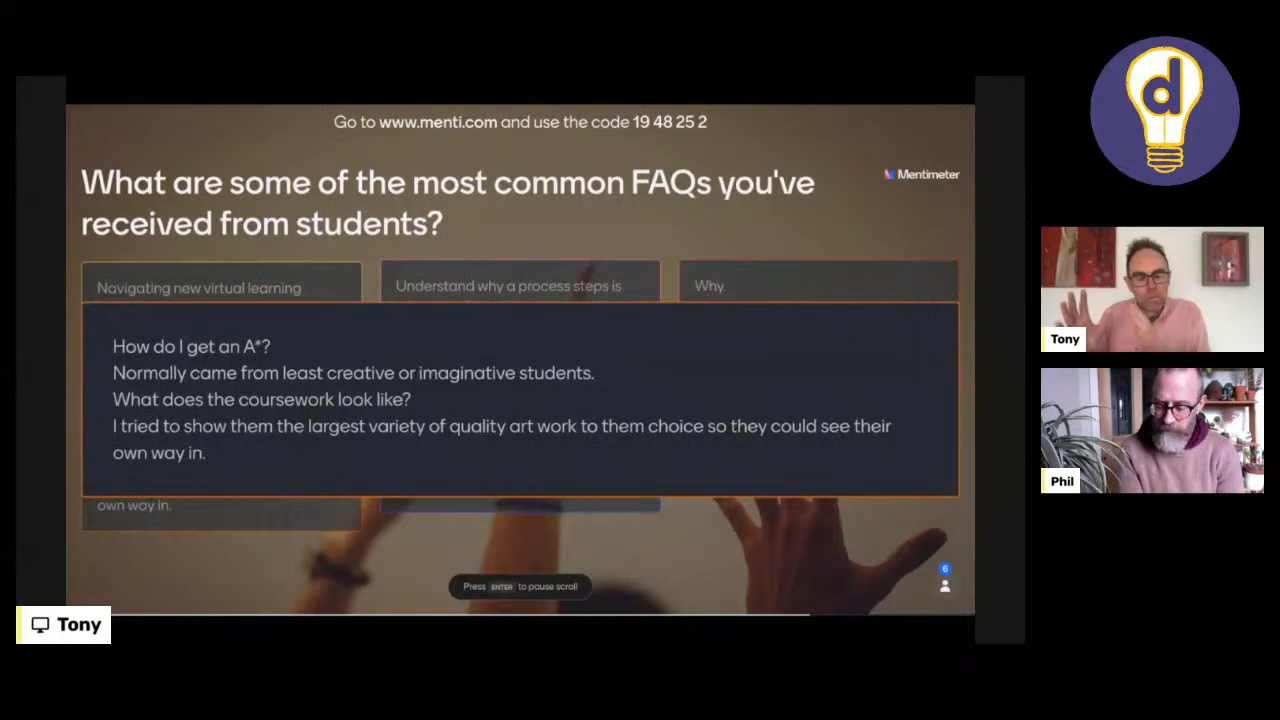 Go to www.menti.com and use the code 19 48 25 2
What are some of the most common FAQs you've
received from students?
Mentimeter
Navigating new virtual learning
Understand why a process steps is
Why
How do I get an A*?
Normally came from least creative or imaginative students.
What does the coursework look like?
I tried to show them the largest variety of quality art work to them choice so they could see their
own way in.
own way in.
Press ENTER to pause scroll
6
Tony
d
Tony
Phil